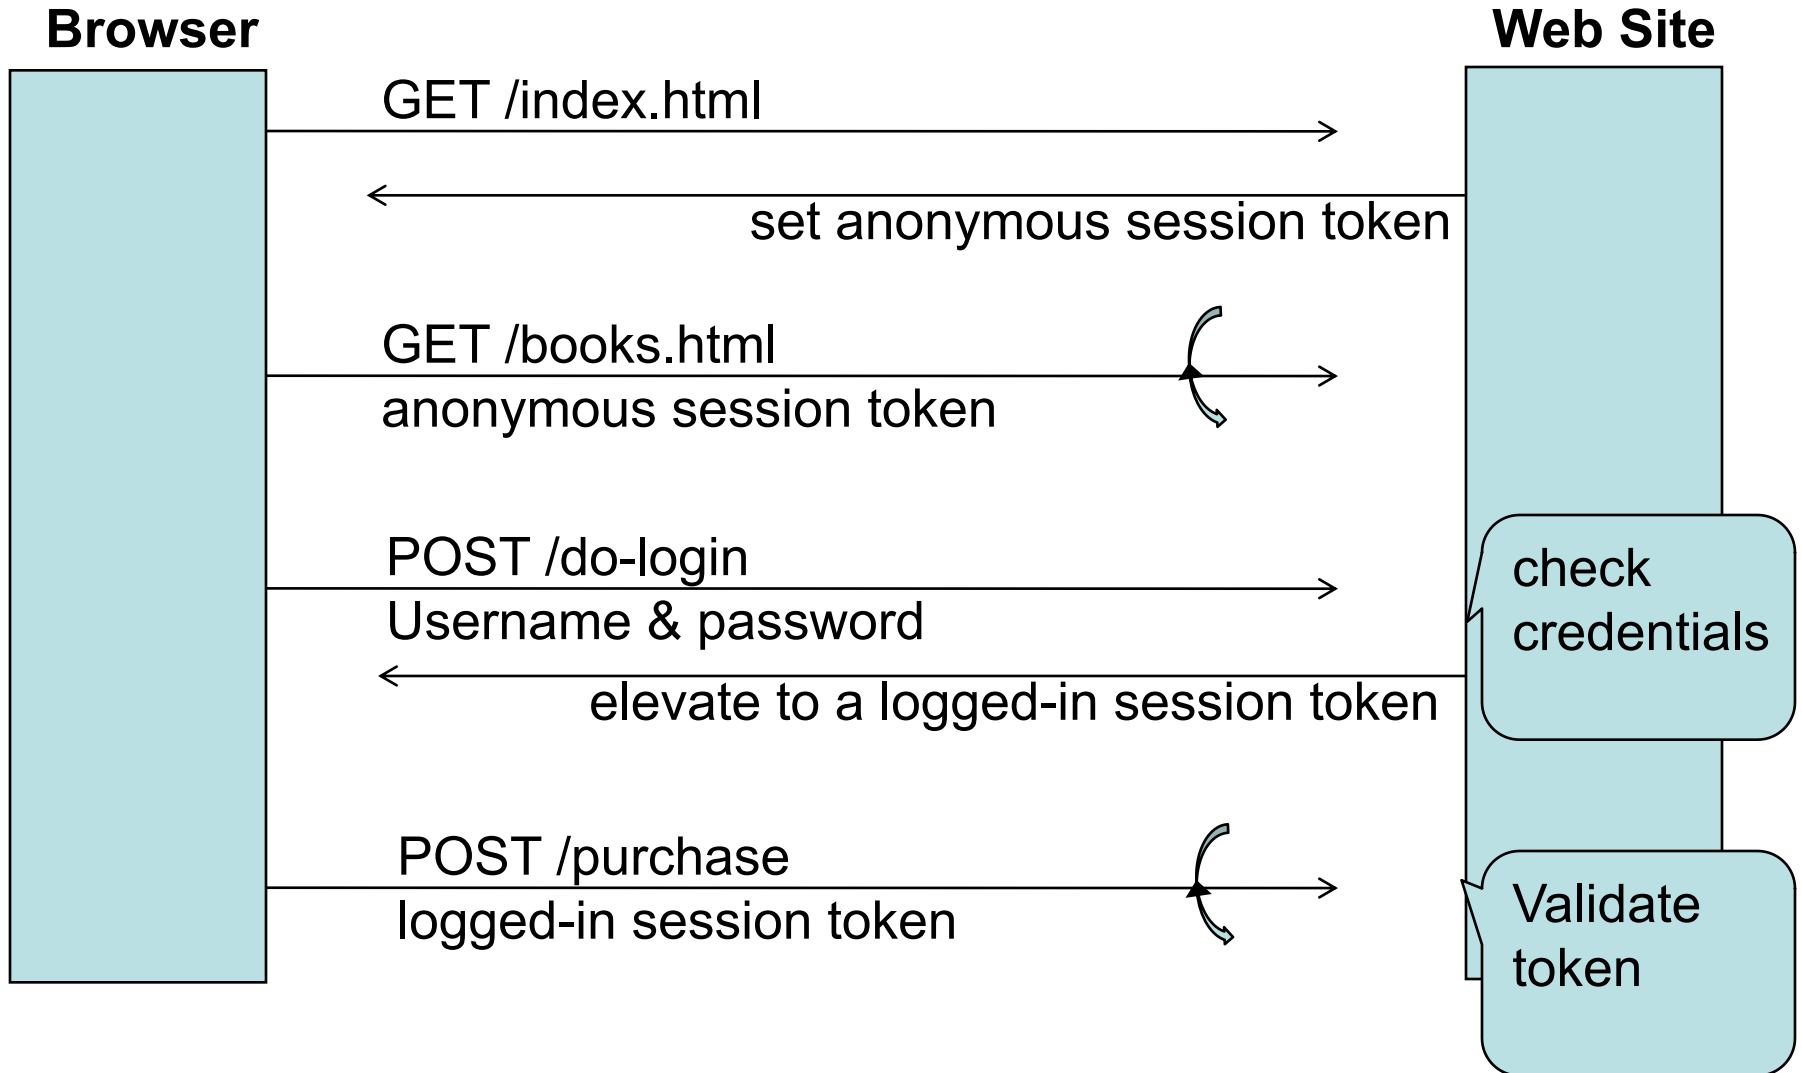 Browser
Web Site
GET /index.html
set anonymous session token
GET /books.html
anonymous session token
POST /do-login
Username & password
check
credentials
elevate to a logged-in session token
POST /purchase
logged-in session token
Validate
token